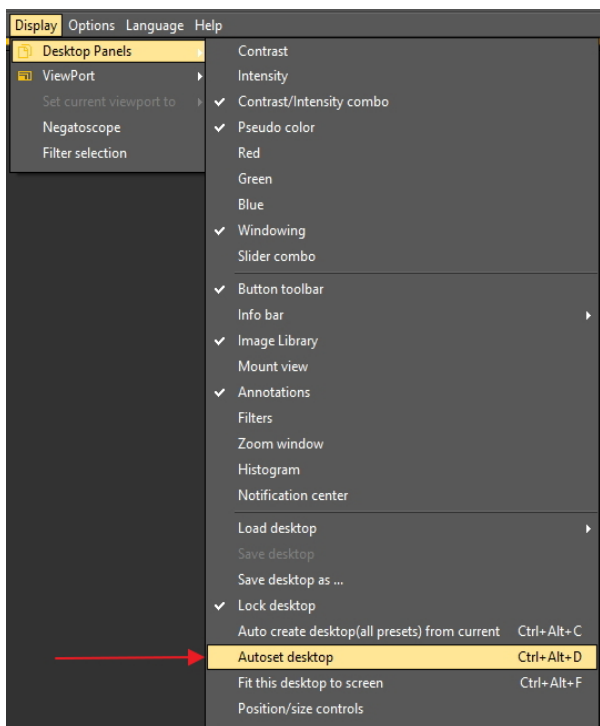 Display Options Language Help
Desktop Panels
ViewPort
Set current viewport to
Negatoscope
Filter selection
Contrast
Intensity
Contrast/Intensity combo
Pseudo color
Red
Green
Blue
Windowing
Slider combo
Button toolbar
Info bar
Image Library
Mount view
Annotations
Filters
Zoom window
Histogram
Notification center
Load desktop
Save desktop
Save desktop as ...
Lock desktop
Auto create desktop(all presets) from current Ctrl+Alt+C
Autoset desktop Ctrl+Alt+D
Fit this desktop to screen Ctrl+Alt+F
Position/size controls